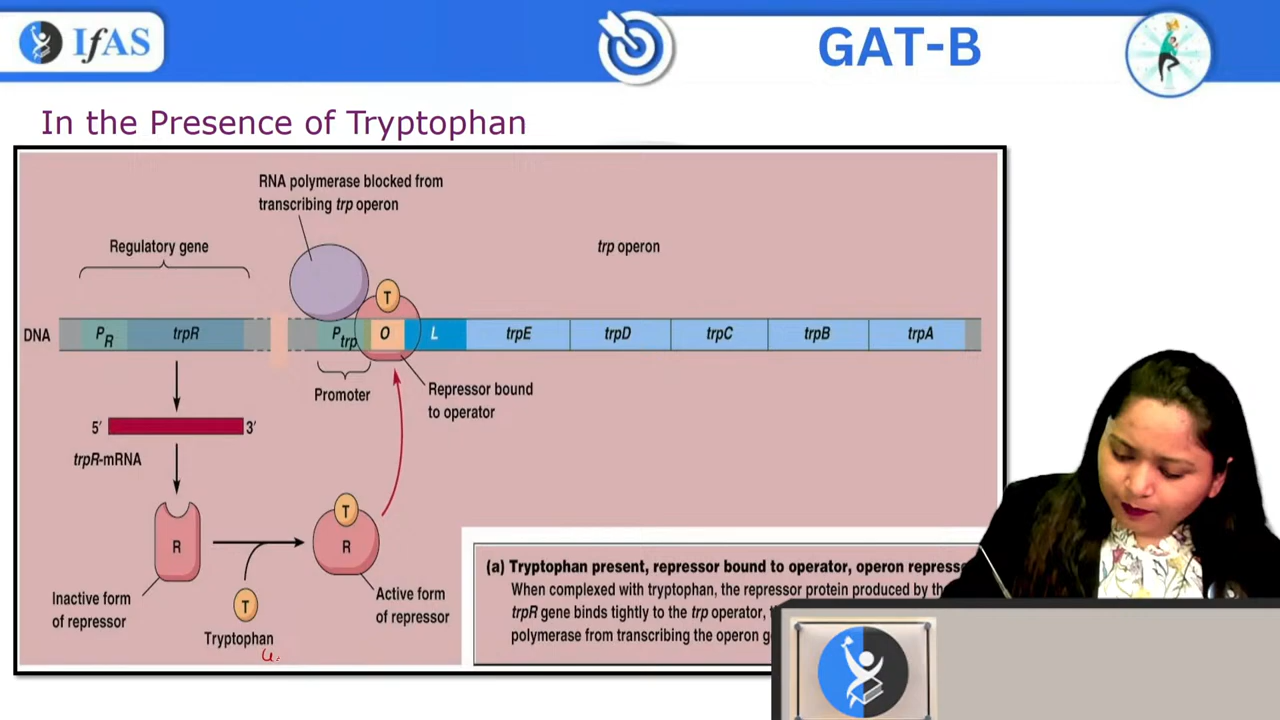 IfAS
GAT-B
In the Presence of Tryptophan
RNA polymerase blocked from
transcribing trp operon
Regulatory gene
trp operon
T
DNA
PR
trpR
Ptrp
O
L
trpE
trpD
trpC
trpB
trpA
Promoter
Repressor bound
to operator
5′
3′
trpR-mRNA
T
R
R
Inactive form
of repressor
T
Tryptophan
Active form
of repressor
(a) Tryptophan present, repressor bound to operator, operon
When complexed with tryptophan, the repressor protein produced by
trpR gene binds tightly to the trp operator,
polymerase from transcribing the operon